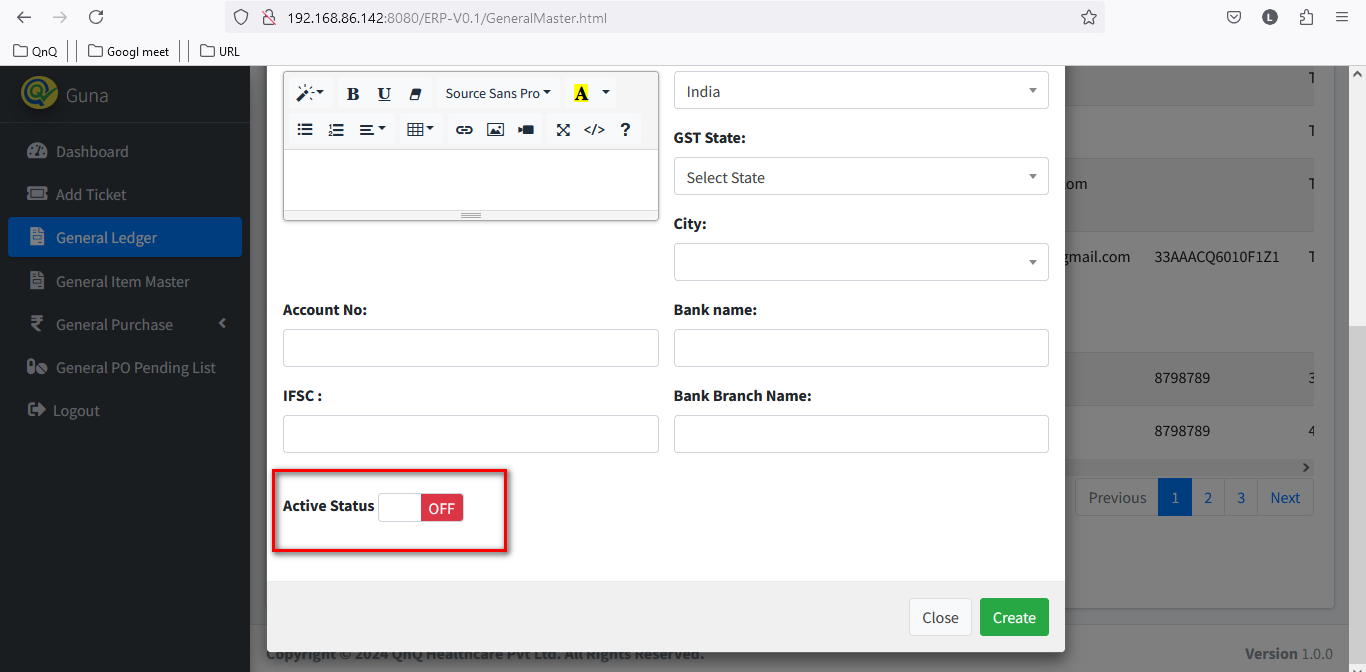 192.168.86.142:8080/ERP-V0.1/GeneralMaster.html
L
QnQ
Googl meet
URL
Guna
Dashboard
Add Ticket
General Ledger
General Item Master
General Purchase
General PO Pending List
Logout
B U Source Sans Pro A
</> ?
India
GST State:
Select State
City:
Account No:
Bank name:
IFSC :
Bank Branch Name:
Active Status OFF
Close Create
gmail.com 33AAACQ6010F1Z1
8798789 3
8798789 4
Previous 1 2 3 Next
Copyright © 2024 QnQ Healthcare Pvt Ltd. All Rights Reserved.
Version 1.0.0